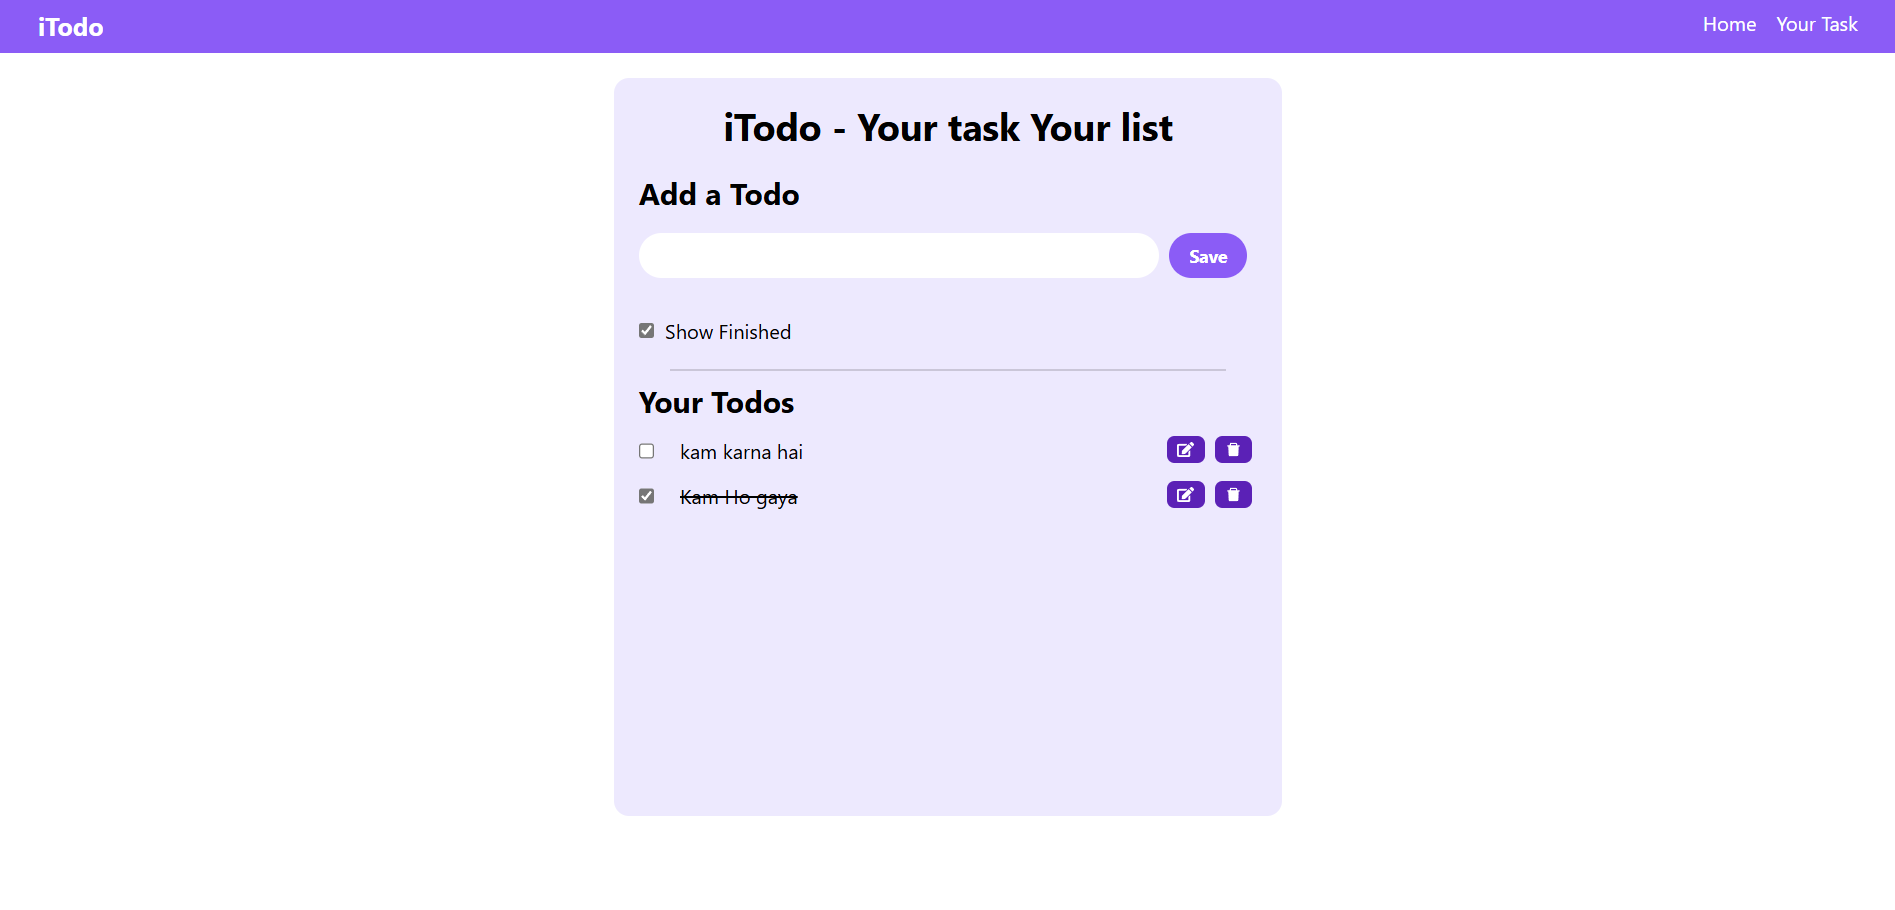 iTodo
Home Your Task
iTodo - Your task Your list
Add a Todo
Save
Show Finished
Your Todos
kam karna hai
Kam Ho gaya